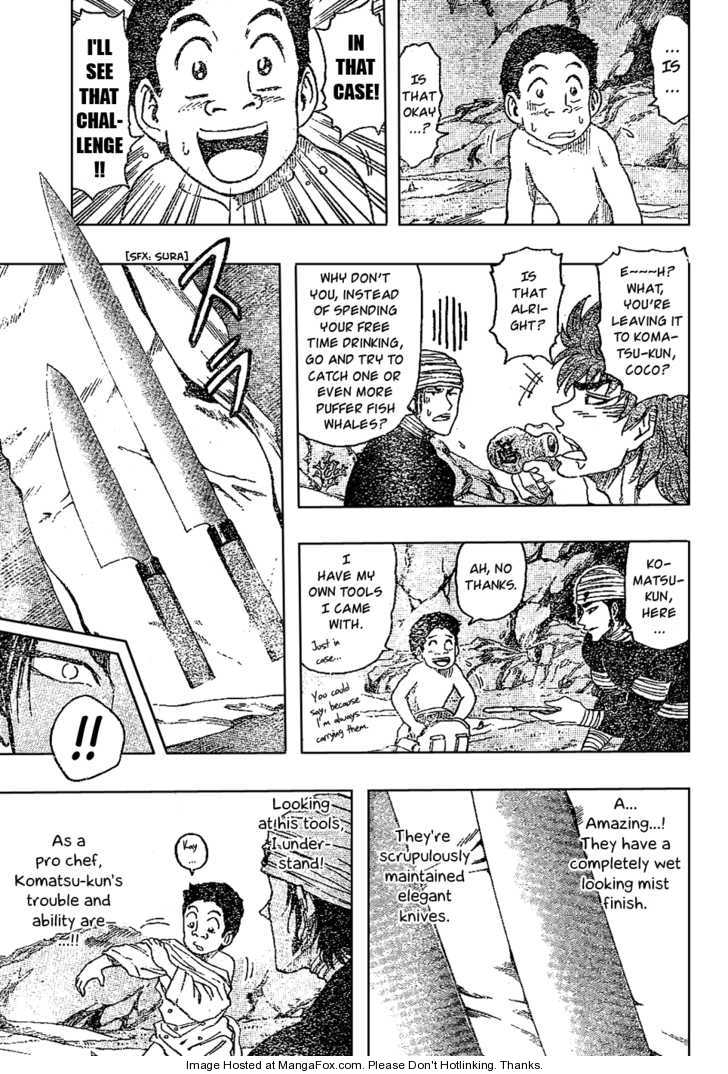 ...
IS
...
IS
THAT
OKAY
...?
IN
THAT
CASE!
I'LL
SEE
THAT
CHAL-
LENGE
!!
E~~~H?
WHAT,
YOU'RE
LEAVING IT
TO KOMA-
TSU-KUN,
COCO?
IS
THAT
ALRI-
GHT?
WHY DON'T
YOU, INSTEAD
OF SPENDING
YOUR FREE
TIME DRINKING,
GO AND TRY TO
CATCH ONE OR
EVEN MORE
PUFFER FISH
WHALES?
[SFX: SURA]
スラ
KO-
MATSU-
KUN,
HERE
...
AH, NO
THANKS.
I
HAVE MY
OWN TOOLS
I CAME
WITH.
Just in
case...
You could
say, because
I'm always
carrying them.
!!
A...
Amazing...!
They have a
completely wet
looking mist
finish.
They're
scrupulously
maintained
elegant
knives.
Looking
at his tools,
I under-
stand!
Kay
...
As a
pro chef,
Komatsu-kun's
trouble and
ability are
...!!
Image Hosted at MangaFox.com. Please Don't Hotlinking. Thanks.